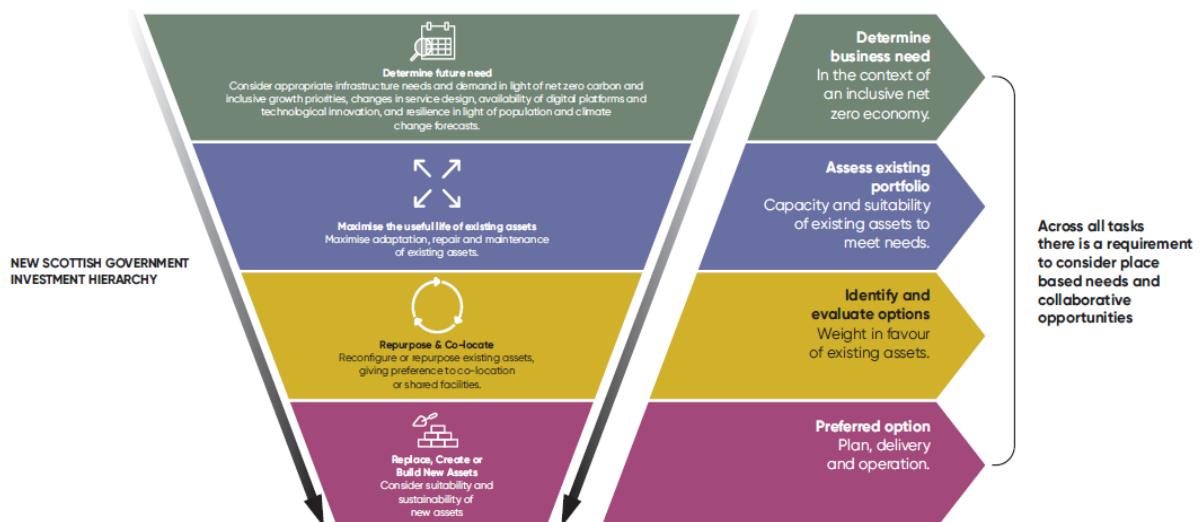 Determine future need
Consider appropriate infrastructure needs and demand in light of net zero carbon and
inclusive growth priorities, changes in service design, availability of digital platforms and
technological innovation, and resilience in light of population and climate
change forecasts.
Determine
business need
In the context of
an inclusive net
zero economy.
Maximise the useful life of existing assets
Maximise adaptation, repair and maintenance
of existing assets.
Assess existing
portfolio
Capacity and suitability
of existing assets to
meet needs.
NEW SCOTTISH GOVERNMENT
INVESTMENT HIERARCHY
Across all tasks
there is a requirement
to consider place
based needs and
collaborative
opportunities
Repurpose & Co-locate
Reconfigure or repurpose existing assets,
giving preference to co-location
or shared facilities.
Identify and
evaluate options
Weight in favour
of existing assets.
Replace, Create or
Build New Assets
Consider suitability and
sustainability of
new assets
Preferred option
Plan, delivery
and operation.